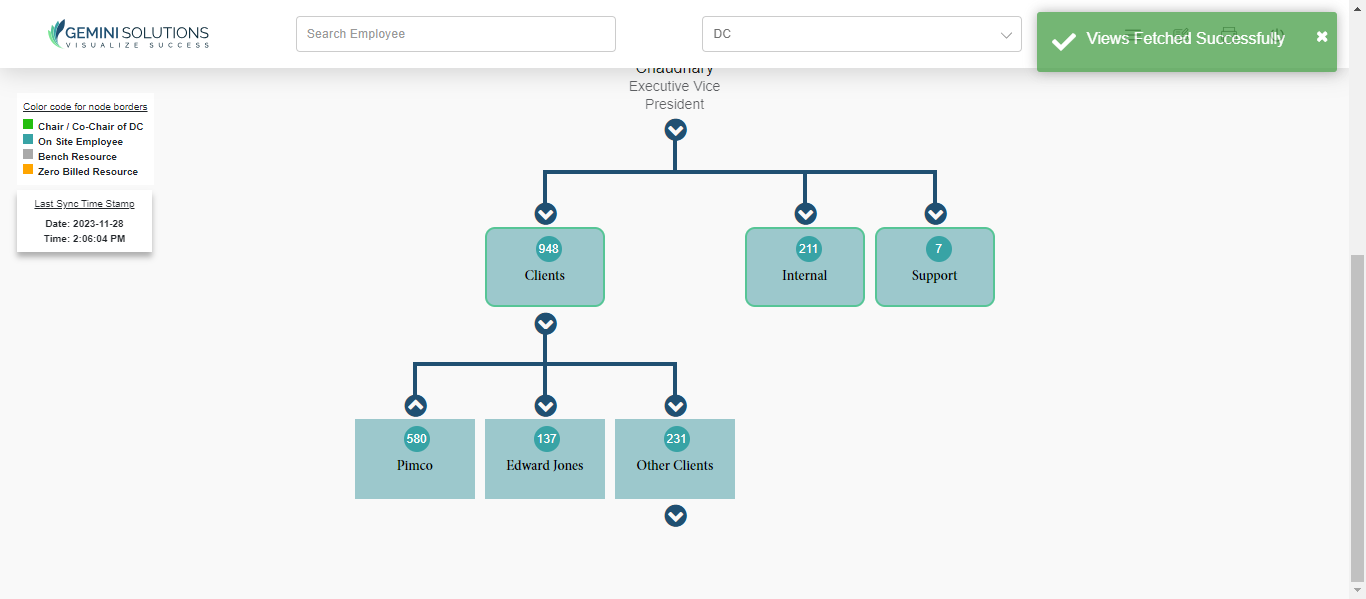 GEMINI SOLUTIONS
VISUALIZE SUCCESS
Search Employee
DC
Views Fetched Successfully
Chaudhary
Executive Vice
President
Color code for node borders
Chair / Co-Chair of DC
On Site Employee
Bench Resource
Zero Billed Resource
Last Sync Time Stamp
Date: 2023-11-28
Time: 2:06:04 PM
948
Clients
211
Internal
7
Support
580
Pimco
137
Edward Jones
231
Other Clients